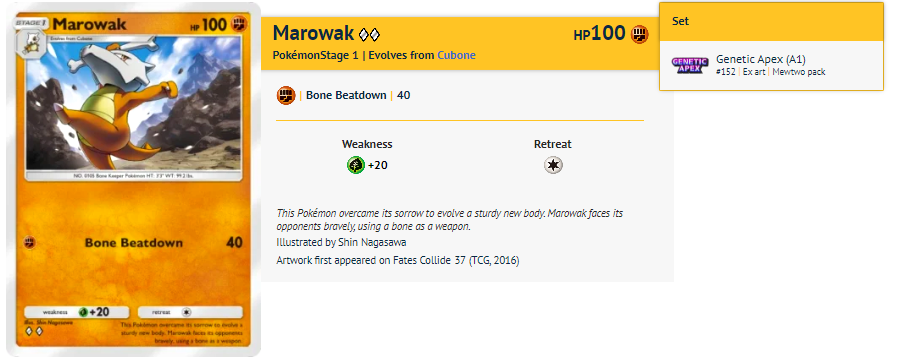 STAGE 1
Marowak HP 100
Evolves from Cubone
NO. 0105 Bone Keeper Pokémon HT: 3'3" WT: 99.2 lbs.
Bone Beatdown 40
weakness +20 retreat
Illus. Shin Nagasawa
This Pokémon overcame its sorrow to evolve a
sturdy new body. Marowak faces its opponents
bravely, using a bone as a weapon.
Marowak HP100
PokémonStage 1 | Evolves from Cubone
| Bone Beatdown | 40
Weakness Retreat
+20
This Pokémon overcame its sorrow to evolve a sturdy new body. Marowak faces its
opponents bravely, using a bone as a weapon.
Illustrated by Shin Nagasawa
Artwork first appeared on Fates Collide 37 (TCG, 2016)
Set
GENETIC
APEX
Genetic Apex (A1)
#152 | Ex art | Mewtwo pack